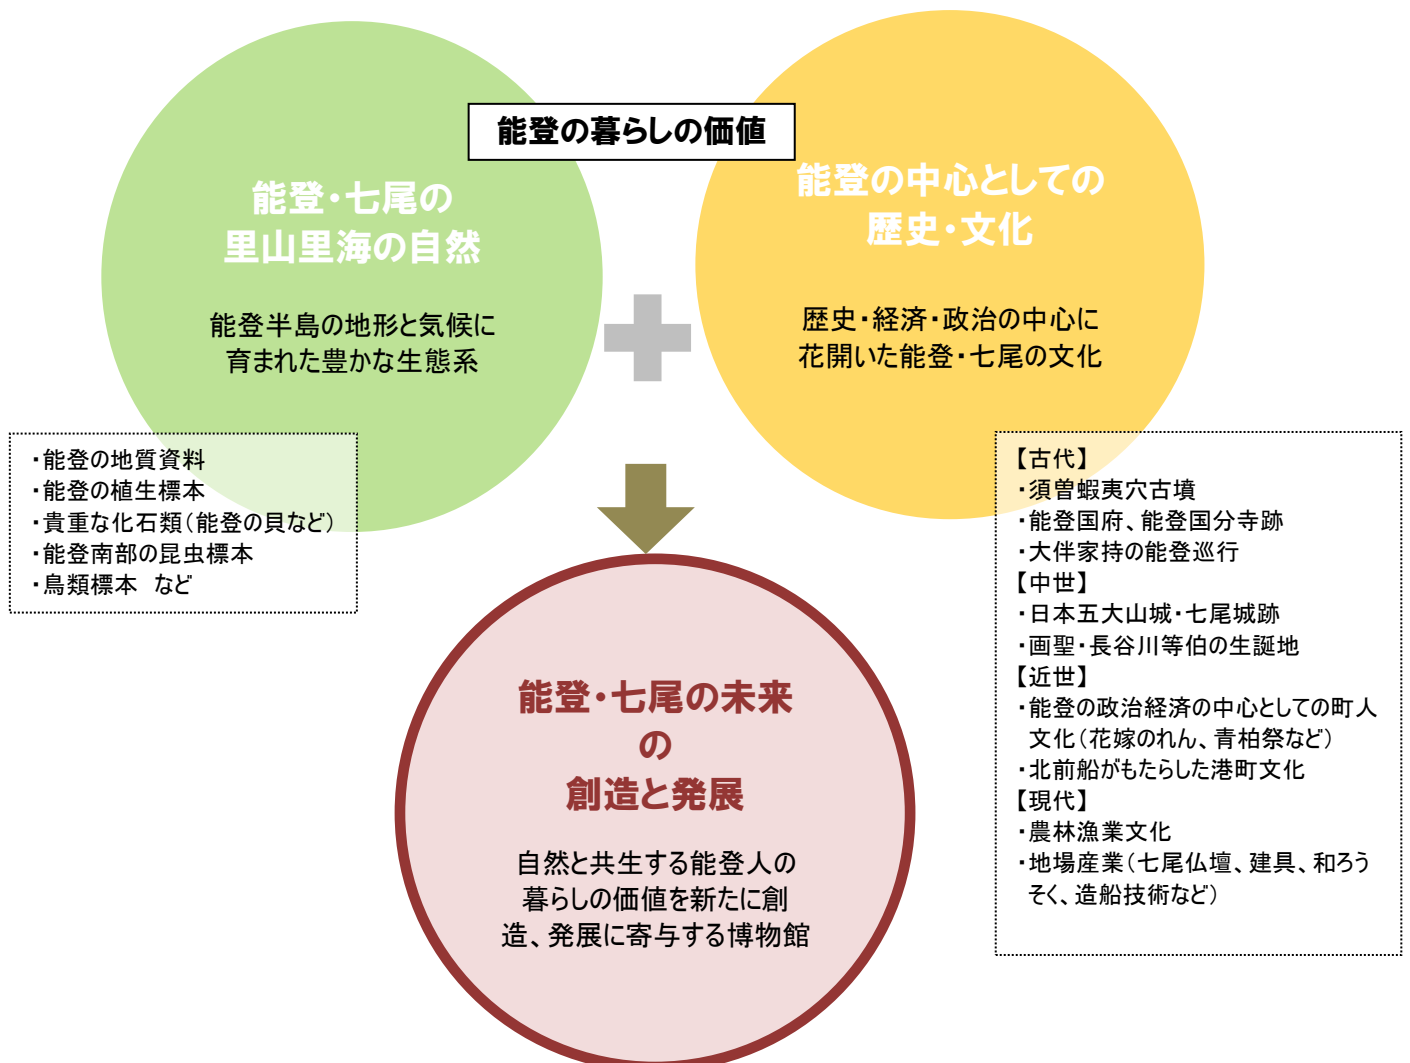 能登の暮らしの価値
能登・七尾の
里山里海の自然
能登半島の地形と気候に
育まれた豊かな生態系
能登の中心としての
歴史・文化
歴史・経済・政治の中心に
花開いた能登・七尾の文化
・能登の地質資料
・能登の植生標本
・貴重な化石類（能登の貝など）
・能登南部の昆虫標本
・鳥類標本　など
【古代】
・須曽蝦夷穴古墳
・能登国府、能登国分寺跡
・大伴家持の能登巡行
【中世】
・日本五大山城・七尾城跡
・画聖・長谷川等伯の生誕地
【近世】
・能登の政治経済の中心としての町人
文化（花嫁のれん、青柏祭など）
・北前船がもたらした港町文化
【現代】
・農林漁業文化
・地場産業（七尾仏壇、建具、和ろう
そく、造船技術など）
能登・七尾の未来
の
創造と発展
自然と共生する能登人の
暮らしの価値を新たに創
造、発展に寄与する博物館